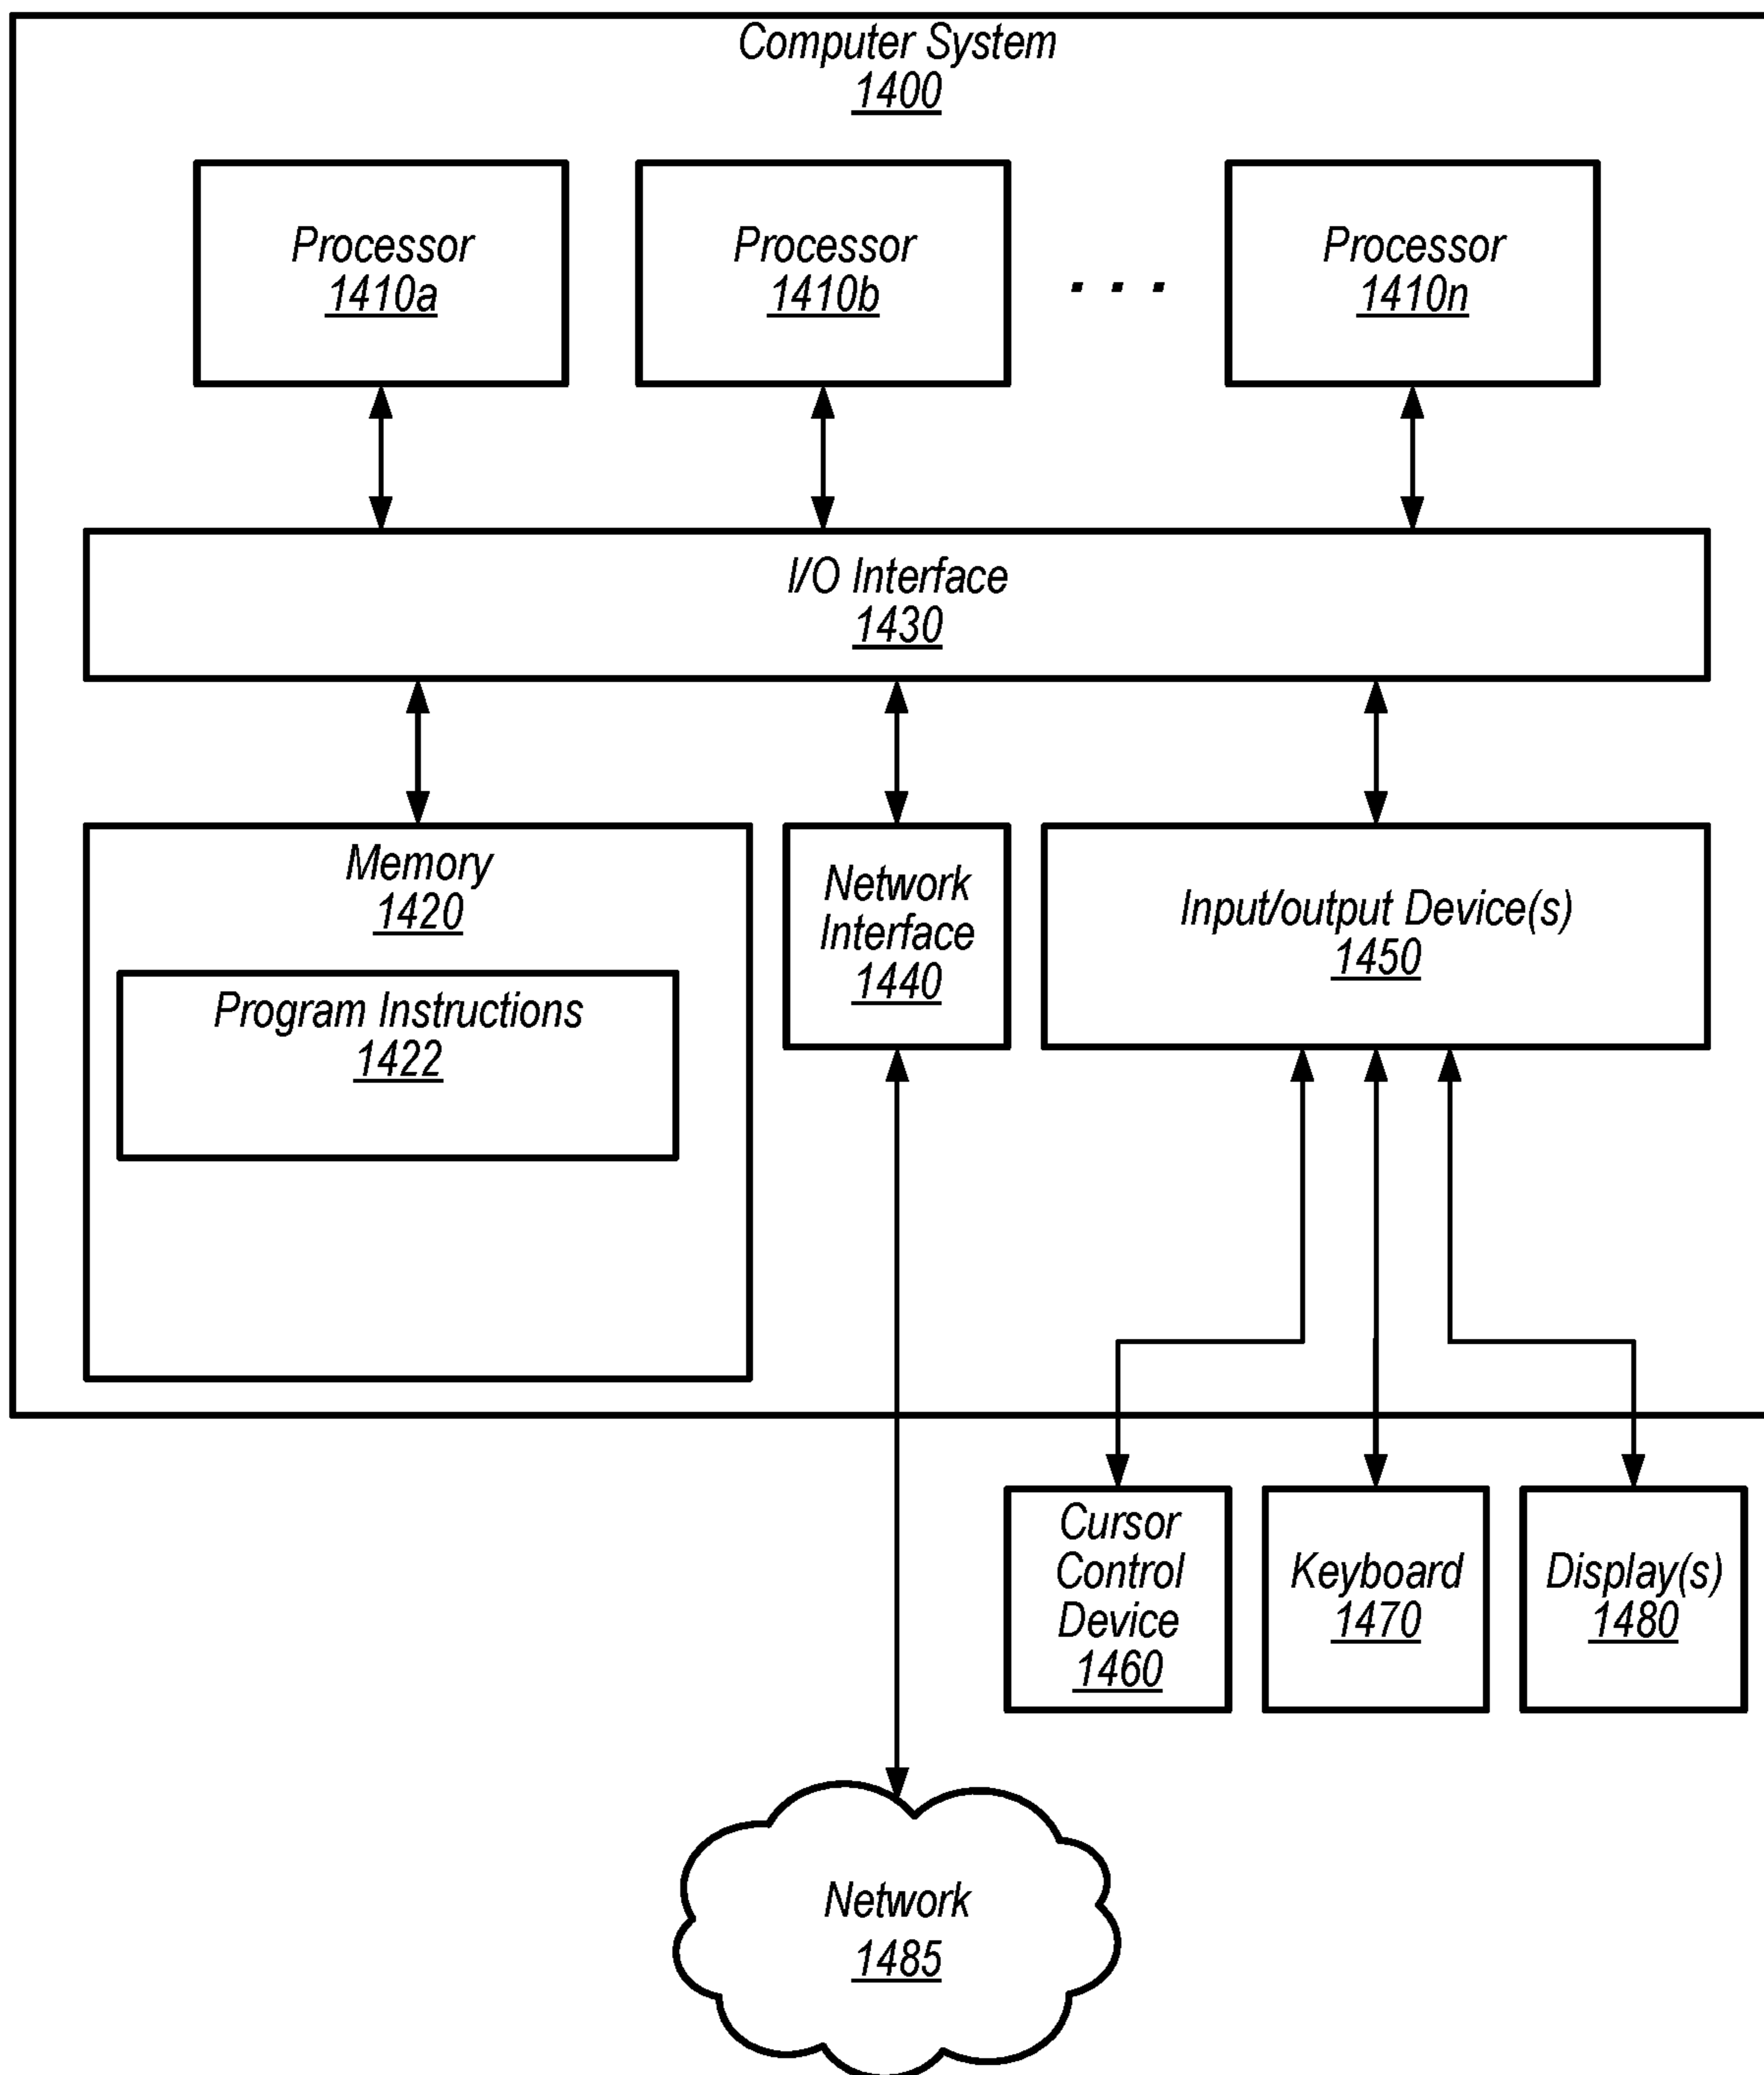 Computer System
1400
Processor
1410a
Processor
1410b
. . .
Processor
1410n
I/O Interface
1430
Memory
1420
Program Instructions
1422
Network
Interface
1440
Input/output Device(s)
1450
Cursor
Control
Device
1460
Keyboard
1470
Display(s)
1480
Network
1485